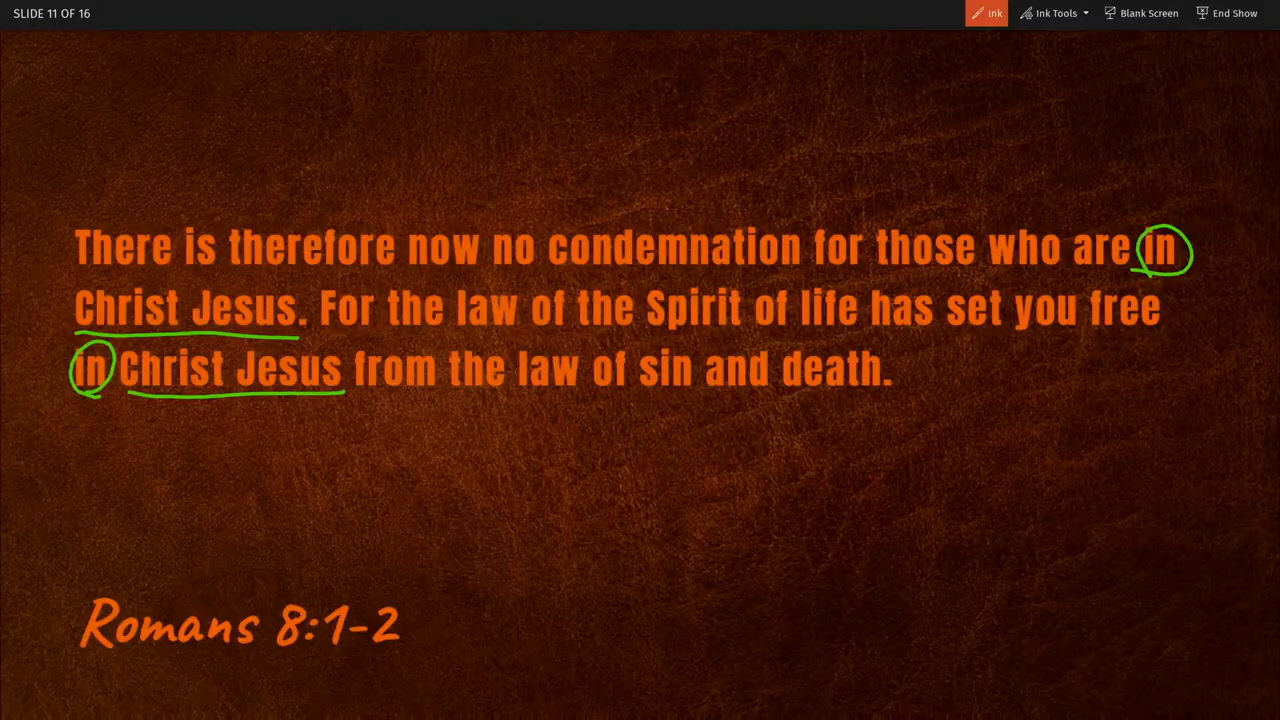 SLIDE 11 OF 16
Ink
Ink Tools
Blank Screen
End Show
There is therefore now no condemnation for those who are in
Christ Jesus. For the law of the Spirit of life has set you free
in Christ Jesus from the law of sin and death.
Romans 8:1-2